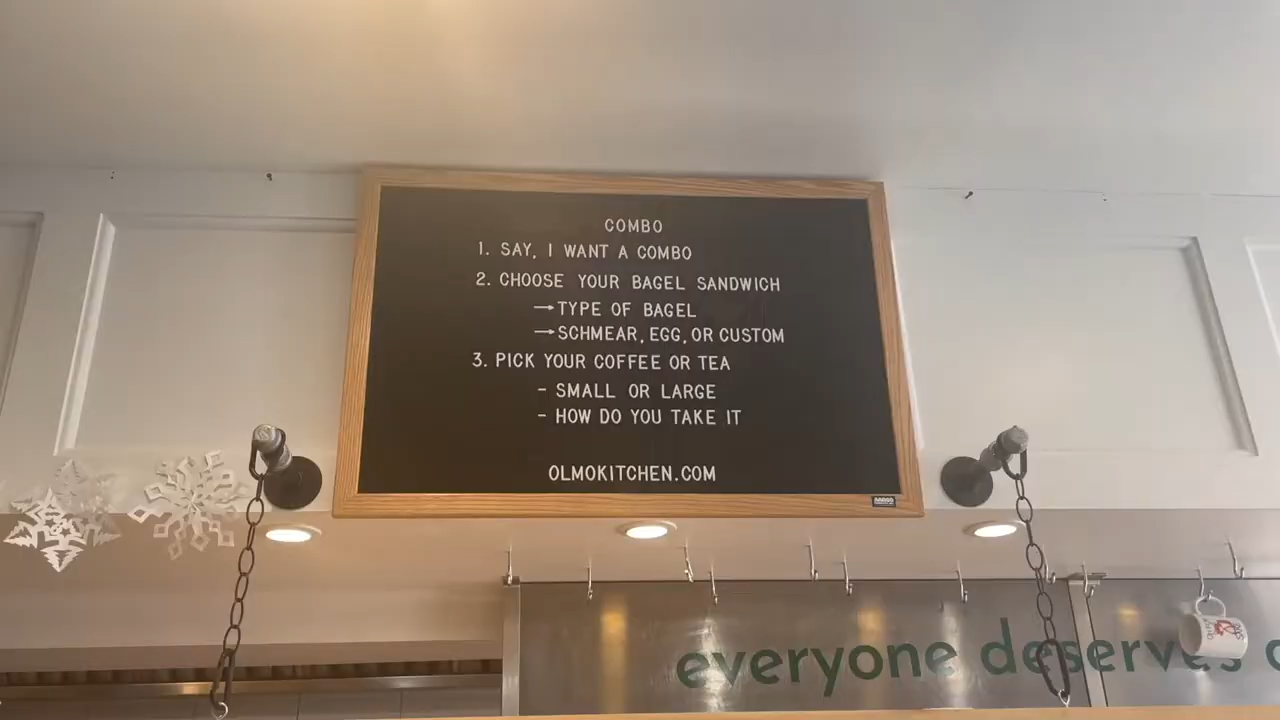 COMBO
1. SAY, I WANT A COMBO
2. CHOOSE YOUR BAGEL SANDWICH
→TYPE OF BAGEL
→SCHMEAR, EGG, OR CUSTOM
3. PICK YOUR COFFEE OR TEA
- SMALL OR LARGE
- HOW DO YOU TAKE IT
OLMOKITCHEN.COM
everyone deserves